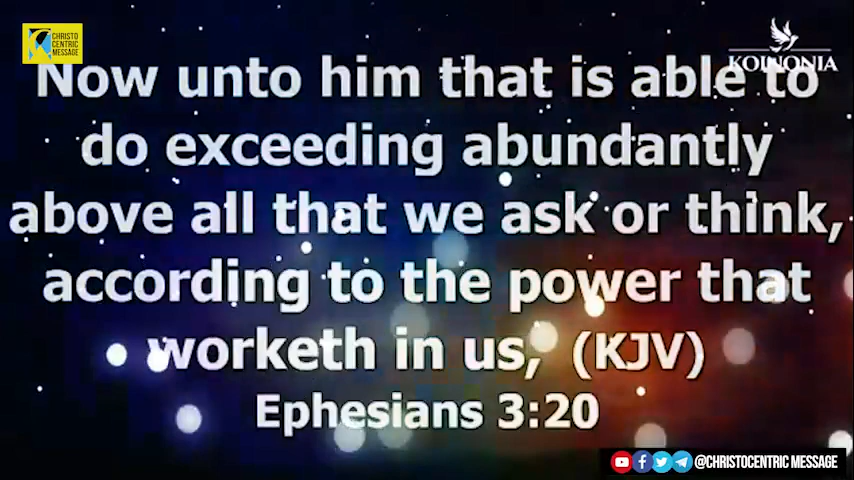 CHRISTO
CENTRIC
MESSAGE
KOINONIA
Now unto him that is able to
do exceeding abundantly
above all that we ask or think,
according to the power that
worketh in us, (KJV)
Ephesians 3:20
@CHRISTOCENTRIC MESSAGE